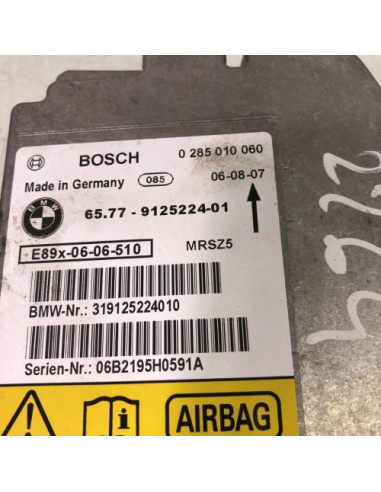 BOSCH 0 285 010 060
Made in Germany 085 06-08-07
BMW
65.77 - 9125224-01
E89x-06-06-510 MRSZ5
BMW-Nr.: 319125224010
Serien-Nr.: 06B2195H0591A
! i AIRBAG